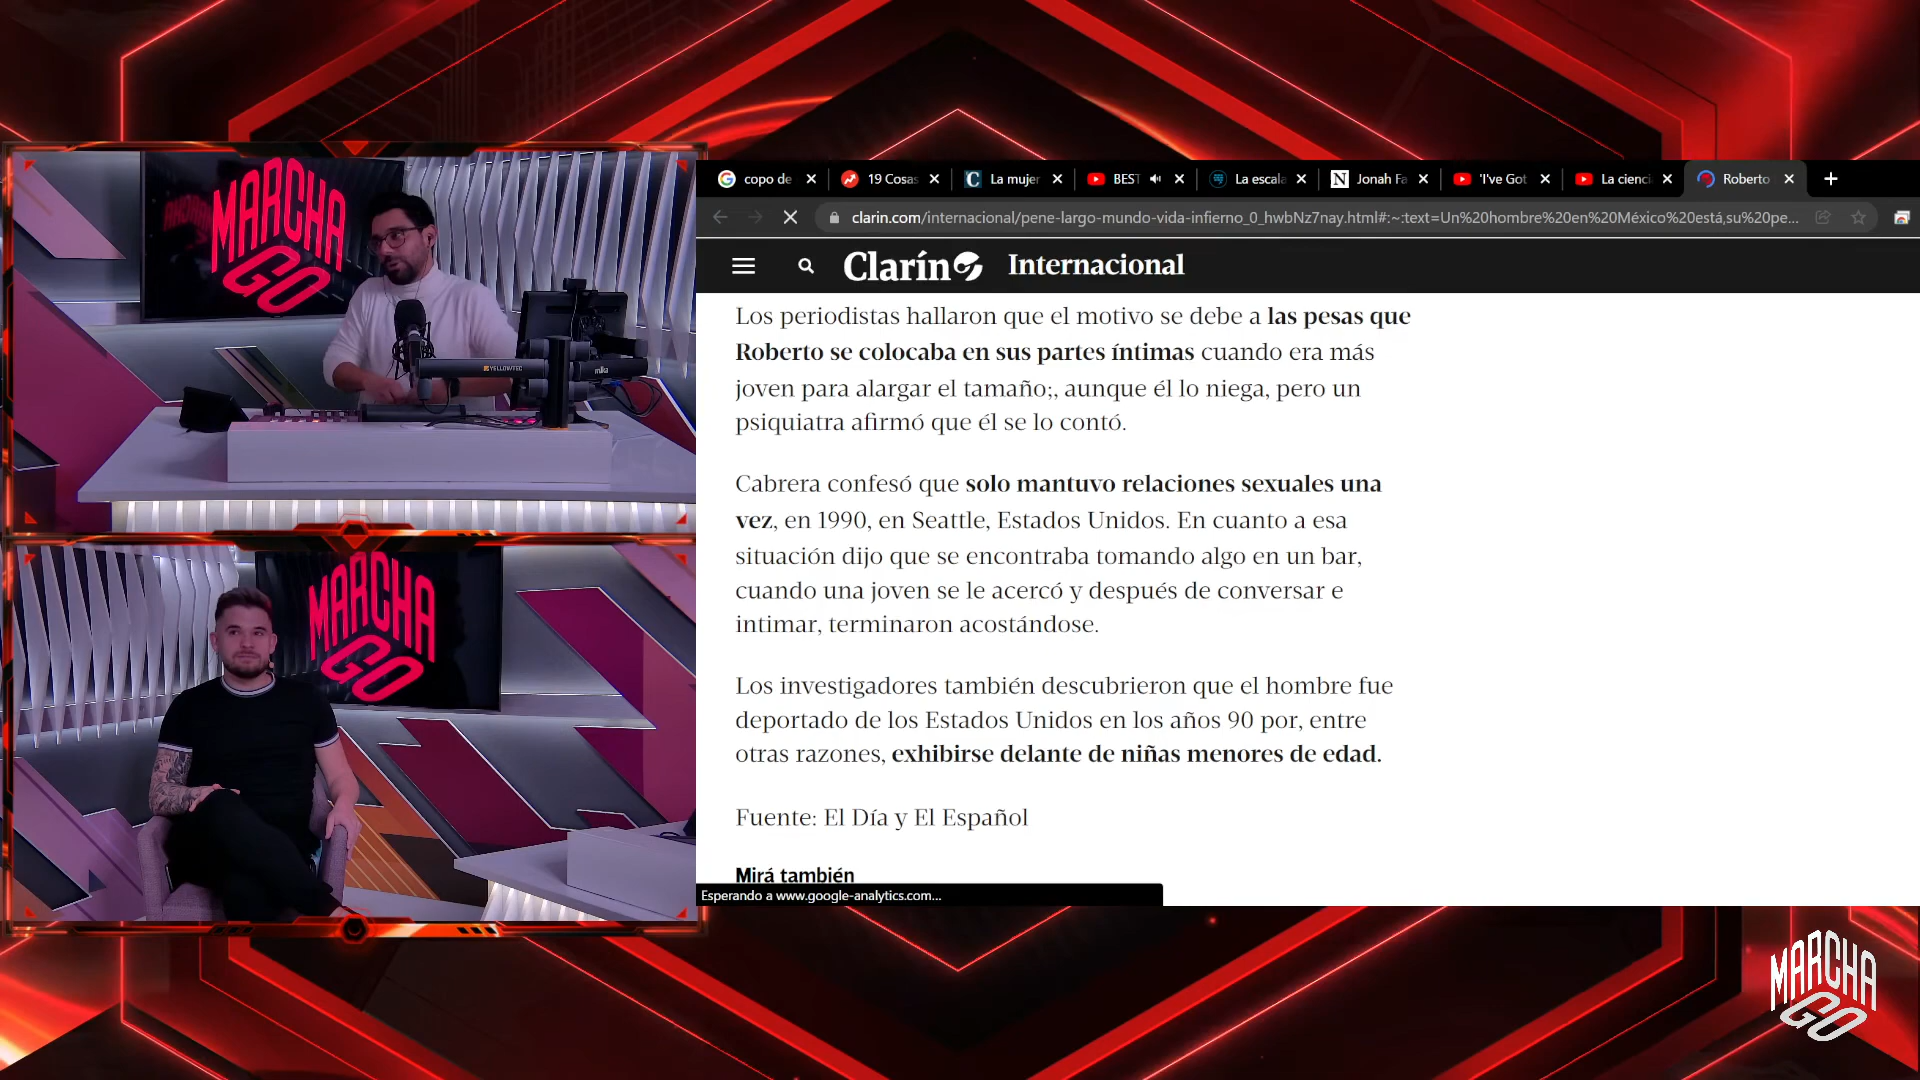 MARCHA
GO
YELLOWTEC
mika
MARCHA
GO
copo de
19 Cosas
La mujer
BEST
La escala
Jonah Fa
'I've Got
La cienci
Roberto
clarin.com/internacional/pene-largo-mundo-vida-infierno_0_hwbNz7nay.html#:~:text=Un%20hombre%20en%20México%20está,su%20pe...
Clarín Internacional
Los periodistas hallaron que el motivo se debe a las pesas que
Roberto se colocaba en sus partes íntimas cuando era más
joven para alargar el tamaño;, aunque él lo niega, pero un
psiquiatra afirmó que él se lo contó.
Cabrera confesó que solo mantuvo relaciones sexuales una
vez, en 1990, en Seattle, Estados Unidos. En cuanto a esa
situación dijo que se encontraba tomando algo en un bar,
cuando una joven se le acercó y después de conversar e
intimar, terminaron acostándose.
Los investigadores también descubrieron que el hombre fue
deportado de los Estados Unidos en los años 90 por, entre
otras razones, exhibirse delante de niñas menores de edad.
Fuente: El Día y El Español
Mirá también
Esperando a www.google-analytics.com...
MARCHA
GO